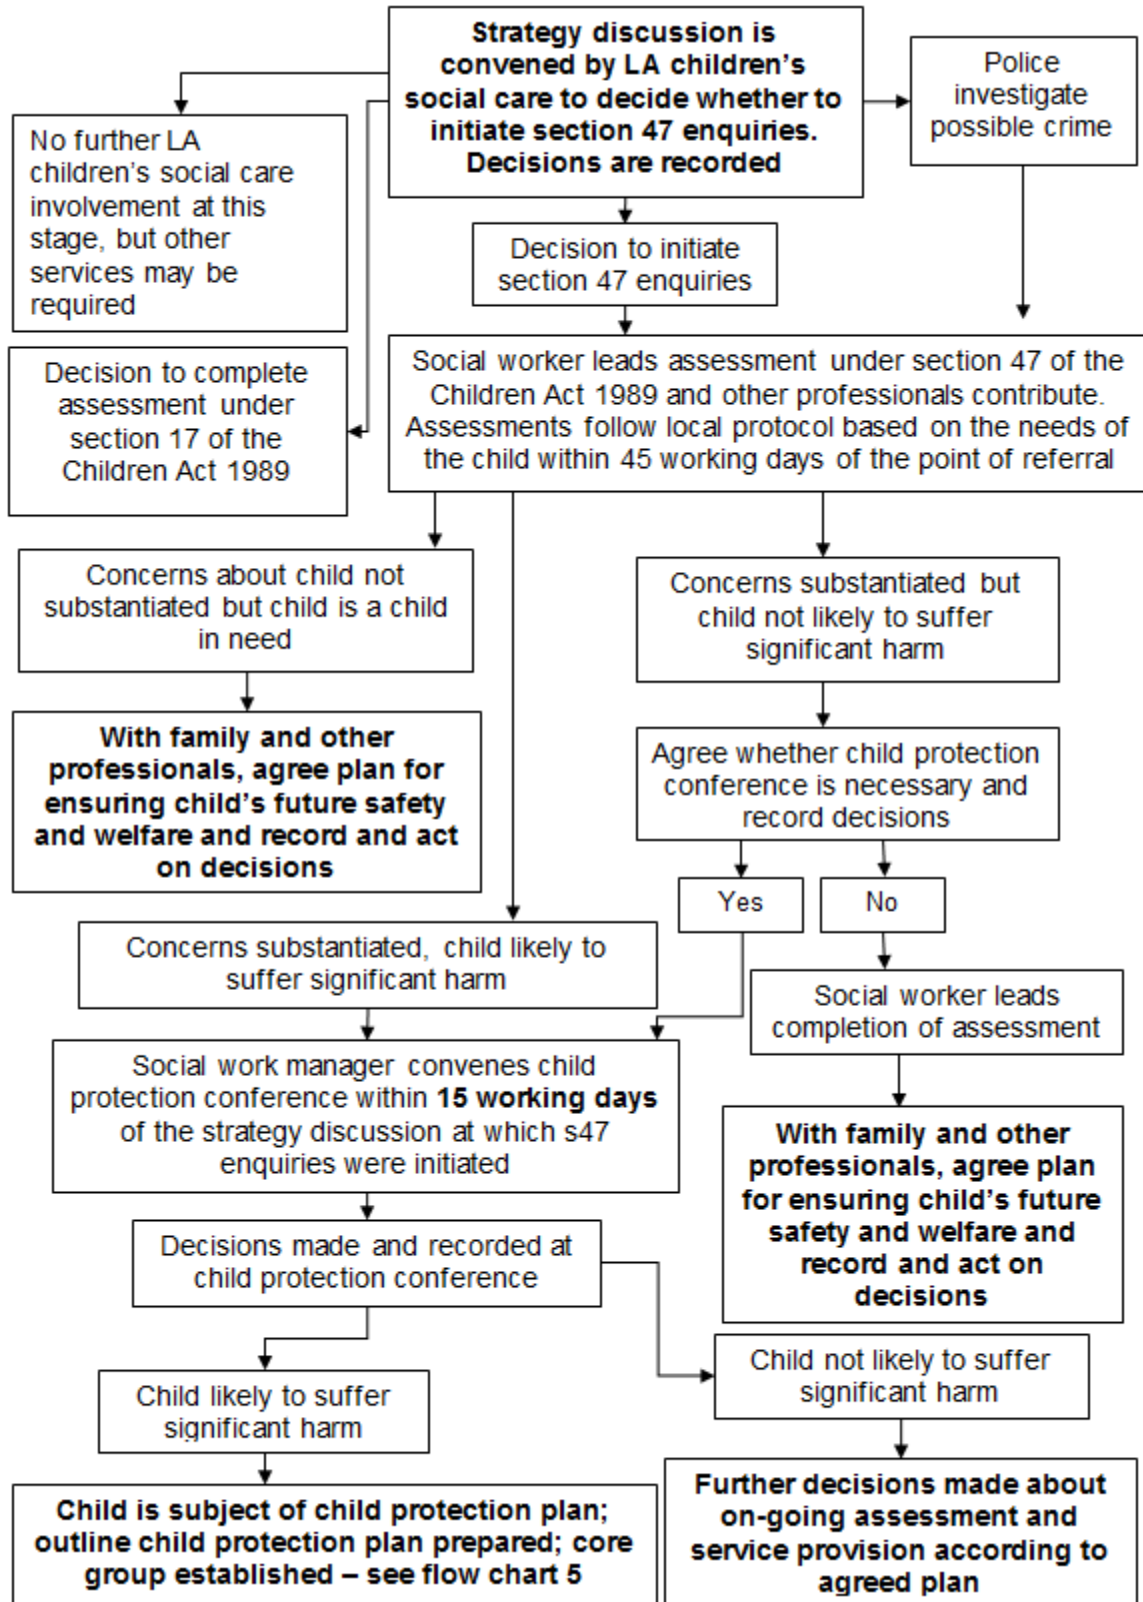 Strategy discussion is
convened by LA children's
social care to decide whether to
initiate section 47 enquiries.
Decisions are recorded
Police
investigate
possible crime
No further LA
children's social care
involvement at this
stage, but other
services may be
required
Decision to initiate
section 47 enquiries
Decision to complete
assessment under
section 17 of the
Children Act 1989
Social worker leads assessment under section 47 of the
Children Act 1989 and other professionals contribute.
Assessments follow local protocol based on the needs of
the child within 45 working days of the point of referral
Concerns about child not
substantiated but child is a child
in need
Concerns substantiated but
child not likely to suffer
significant harm
With family and other
professionals, agree plan for
ensuring child's future safety
and welfare and record and act
on decisions
Agree whether child protection
conference is necessary and
record decisions
Yes
No
Concerns substantiated, child likely to
suffer significant harm
Social worker leads
completion of assessment
Social work manager convenes child
protection conference within 15 working days
of the strategy discussion at which s47
enquiries were initiated
With family and other
professionals, agree plan
for ensuring child's future
safety and welfare and
record and act on
decisions
Decisions made and recorded at
child protection conference
Child not likely to suffer
significant harm
Child likely to suffer
significant harm
Child is subject of child protection plan;
outline child protection plan prepared; core
group established – see flow chart 5
Further decisions made about
on-going assessment and
service provision according to
agreed plan